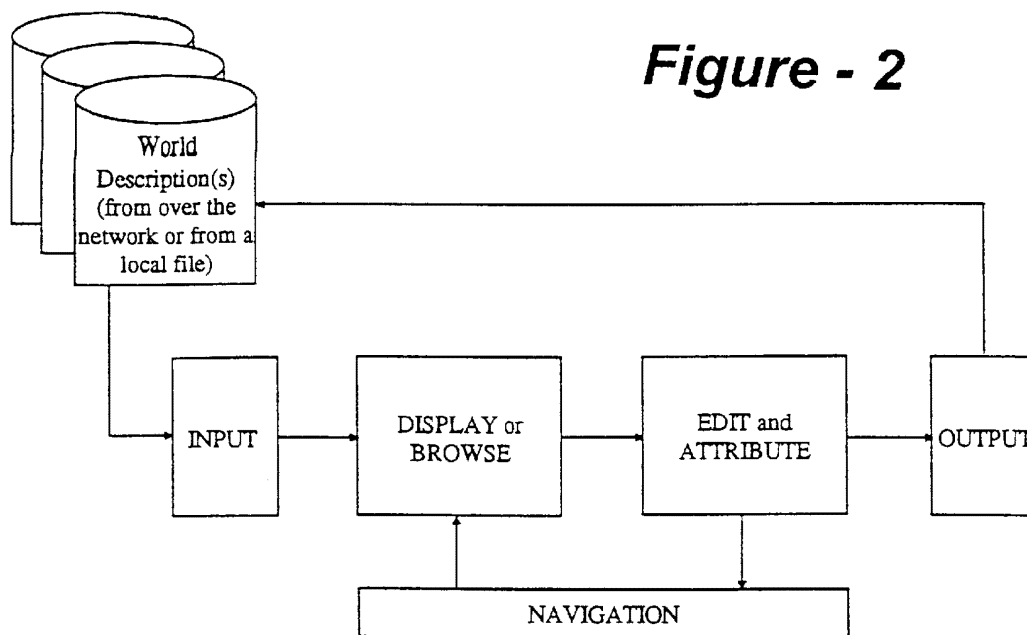 Figure - 2
World
Description(s)
(from over the
network or from a
local file)
INPUT
DISPLAY or
BROWSE
EDIT and
ATTRIBUTE
OUTPUT
NAVIGATION